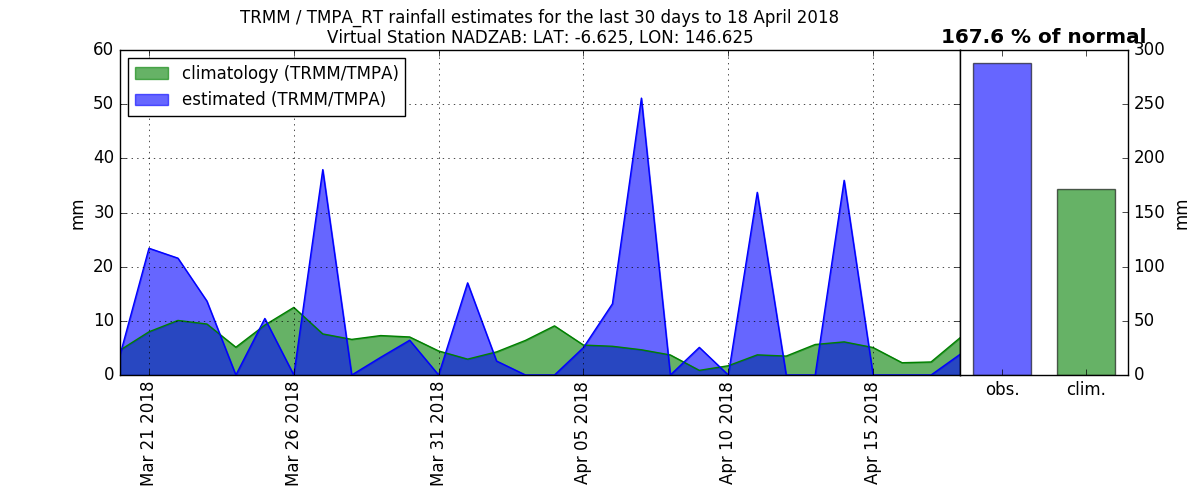 TRMM / TMPA_RT rainfall estimates for the last 30 days to 18 April 2018
Virtual Station NADZAB: LAT: -6.625, LON: 146.625
167.6 % of normal
climatology (TRMM/TMPA)
estimated (TRMM/TMPA)
60
50
40
30
20
10
0
mm
300
250
200
150
100
50
0
mm
Mar 21 2018
Mar 26 2018
Mar 31 2018
Apr 05 2018
Apr 10 2018
Apr 15 2018
obs.
clim.